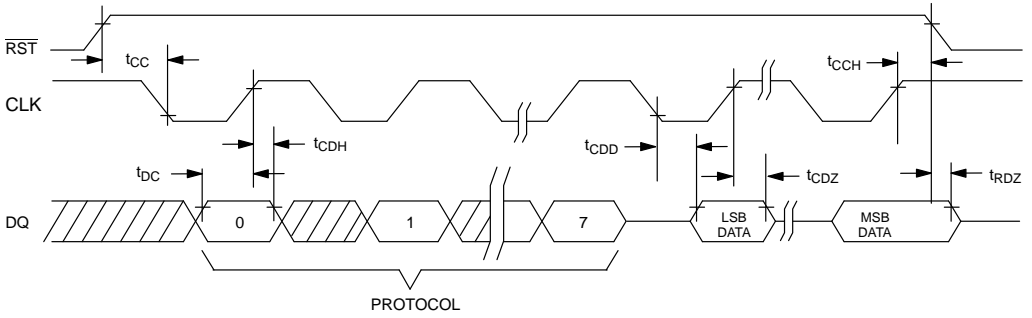 RST
tCC
tCCH
CLK
tCDH
tCDD
tDC
tCDZ
tRDZ
DQ
0
1
7
LSB
DATA
MSB
DATA
PROTOCOL